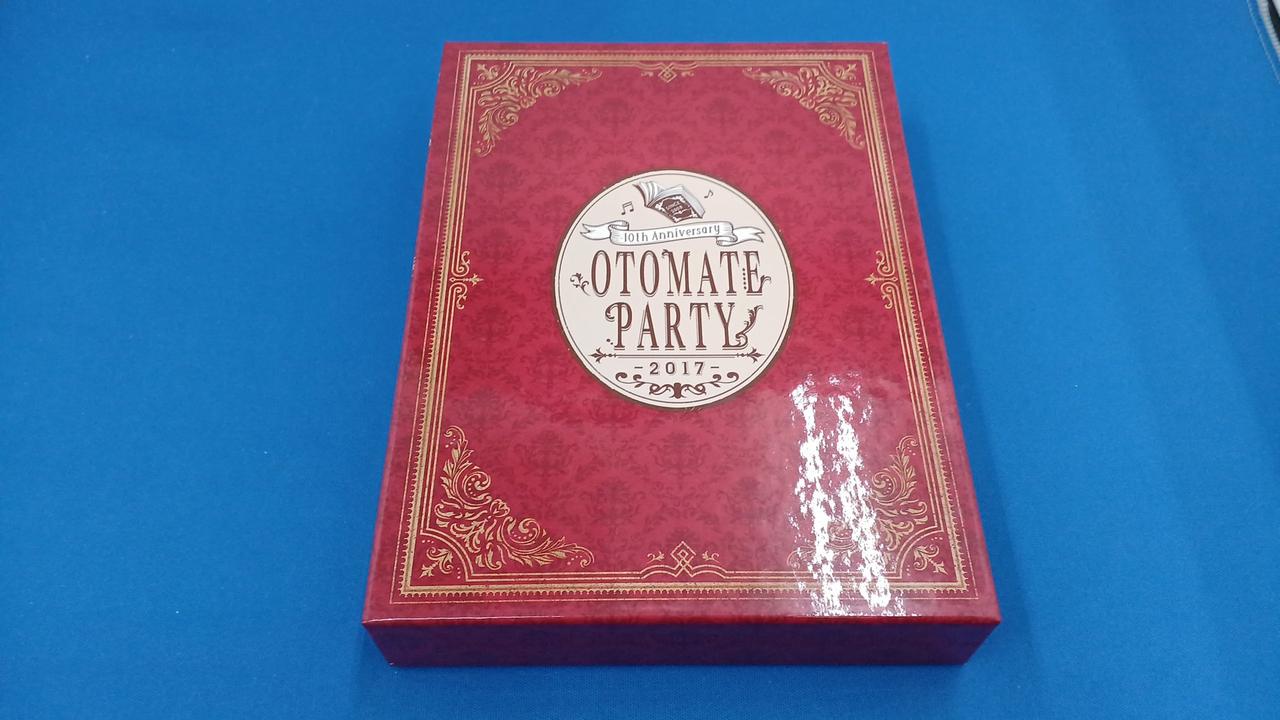 10th Anniversary
OTOMATE
PARTY
-2017-